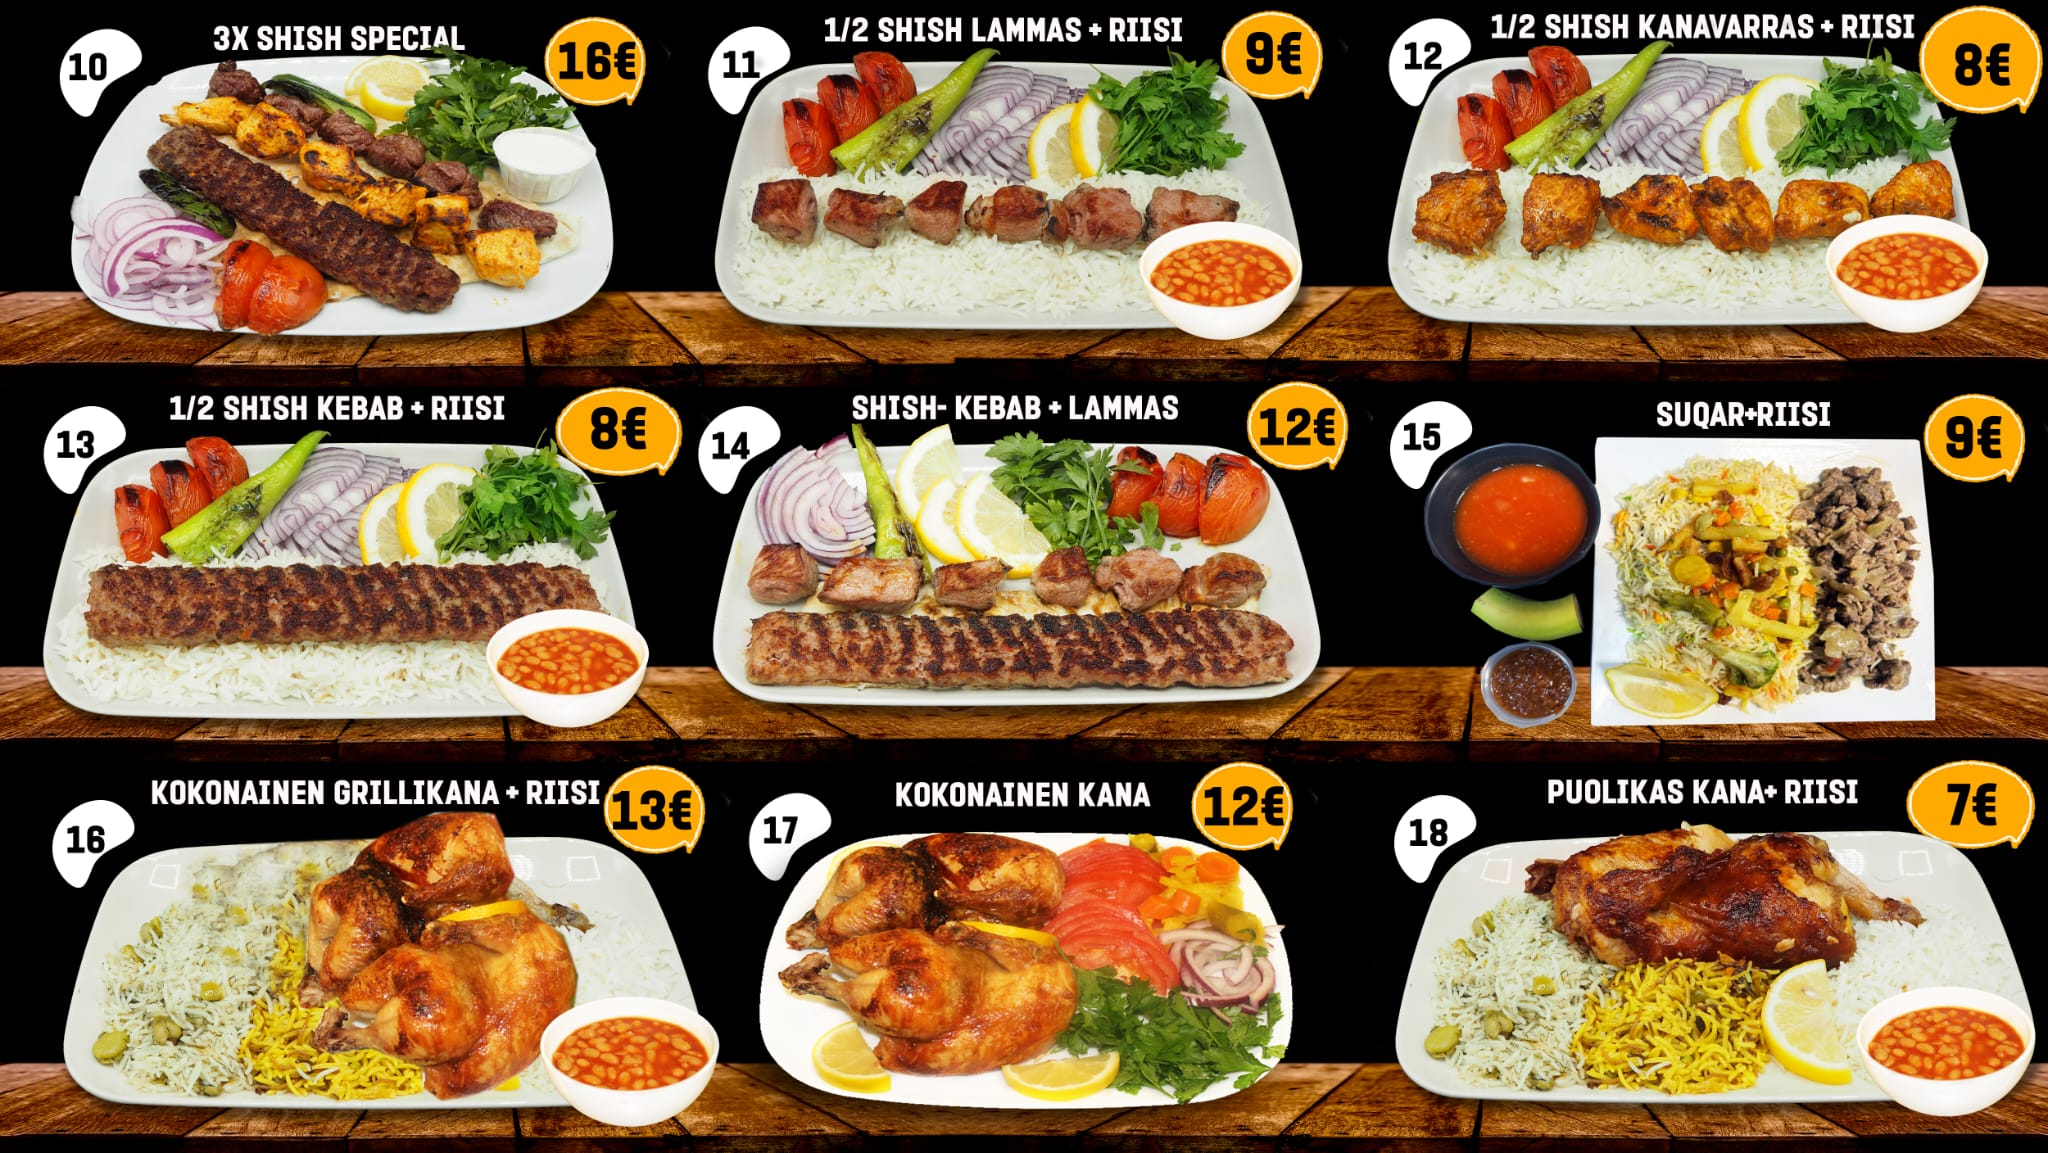 10
3X SHISH SPECIAL
16€
11
1/2 SHISH LAMMAS + RIISI
9€
12
1/2 SHISH KANAVARRAS + RIISI
8€
13
1/2 SHISH KEBAB + RIISI
8€
14
SHISH- KEBAB + LAMMAS
12€
15
SUQAR+RIISI
9€
16
KOKONAINEN GRILLIKANA + RIISI
13€
17
KOKONAINEN KANA
12€
18
PUOLIKAS KANA+ RIISI
7€